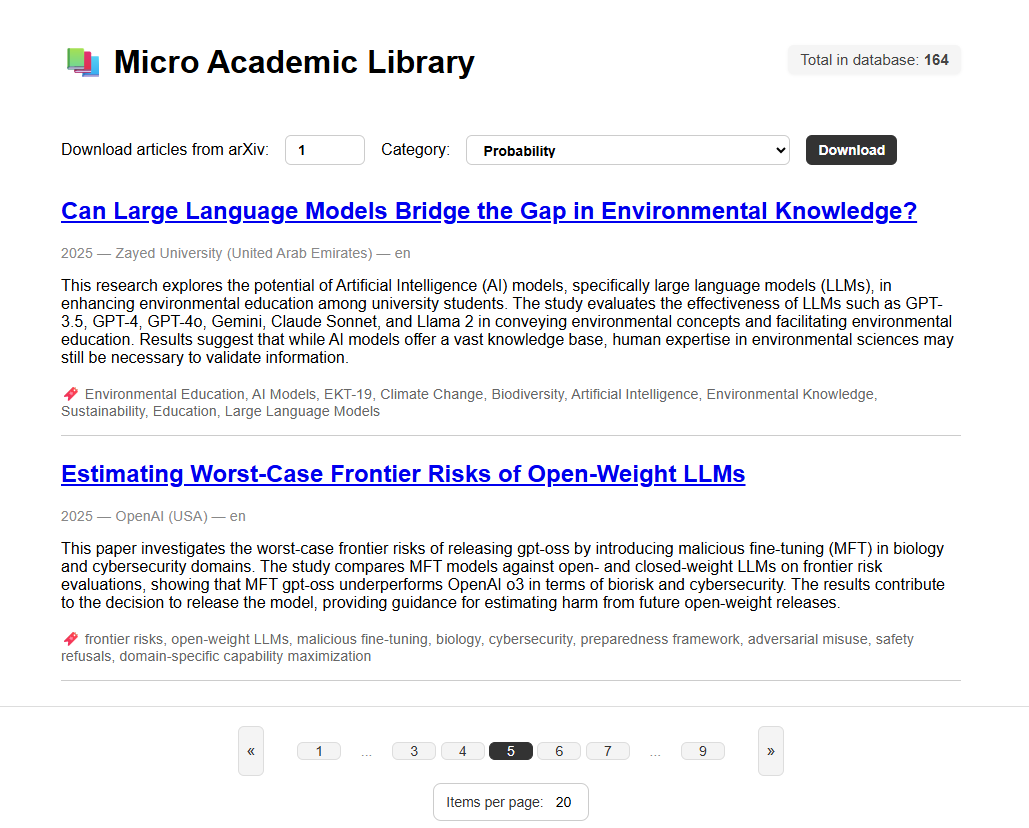 Micro Academic Library
Total in database: 164
Download articles from arXiv: 1 Category: Probability Download
Can Large Language Models Bridge the Gap in Environmental Knowledge?
2025 — Zayed University (United Arab Emirates) — en
This research explores the potential of Artificial Intelligence (AI) models, specifically large language models (LLMs), in
enhancing environmental education among university students. The study evaluates the effectiveness of LLMs such as GPT-
3.5, GPT-4, GPT-4o, Gemini, Claude Sonnet, and Llama 2 in conveying environmental concepts and facilitating environmental
education. Results suggest that while AI models offer a vast knowledge base, human expertise in environmental sciences may
still be necessary to validate information.
Environmental Education, AI Models, EKT-19, Climate Change, Biodiversity, Artificial Intelligence, Environmental Knowledge,
Sustainability, Education, Large Language Models
Estimating Worst-Case Frontier Risks of Open-Weight LLMs
2025 — OpenAI (USA) — en
This paper investigates the worst-case frontier risks of releasing gpt-oss by introducing malicious fine-tuning (MFT) in biology
and cybersecurity domains. The study compares MFT models against open- and closed-weight LLMs on frontier risk
evaluations, showing that MFT gpt-oss underperforms OpenAI o3 in terms of biorisk and cybersecurity. The results contribute
to the decision to release the model, providing guidance for estimating harm from future open-weight releases.
frontier risks, open-weight LLMs, malicious fine-tuning, biology, cybersecurity, preparedness framework, adversarial misuse, safety
refusals, domain-specific capability maximization
« 1 ... 3 4 5 6 7 ... 9 »
Items per page: 20